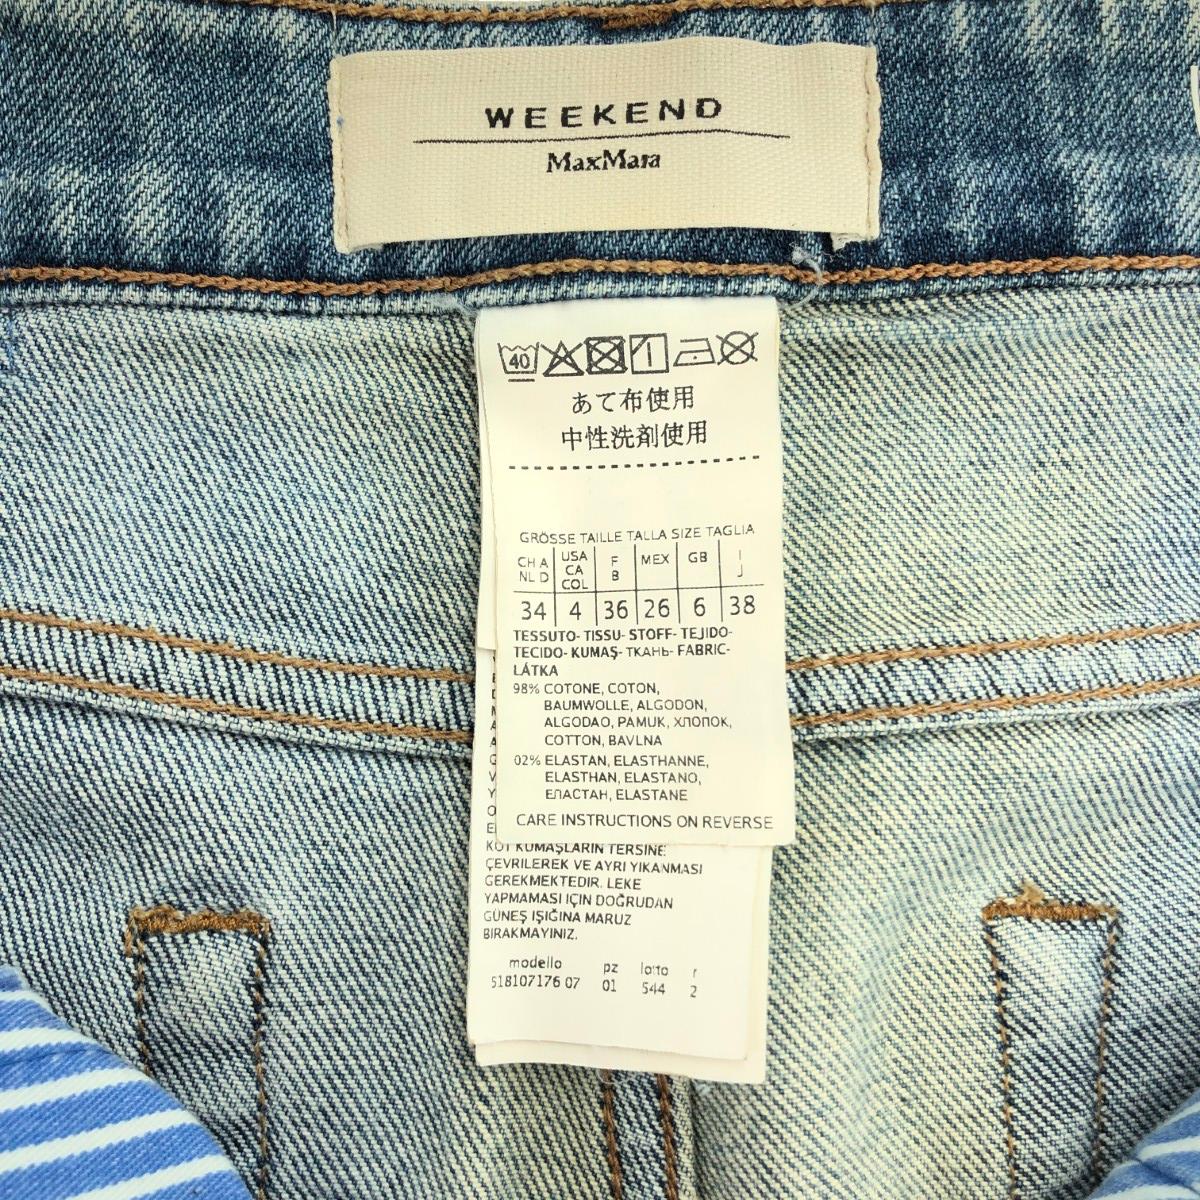 WEEKEND
MaxMara
40
あて布使用
中性洗剤使用
GRÖSSE TAILLE TALLA SIZE TAGLIA
CH A NL D USA CA COL F B MEX GB I J
34 4 36 26 6 38
TESSUTO- TISSU- STOFF- TEJIDO-
TECIDO- KUMAŞ- ТКАНЬ- FABRIC-
LÁTKA
98% COTONE, COTON,
BAUMWOLLE, ALGODON,
ALGODAO, PAMUK, ХЛОПОК,
COTTON, BAVLNA
02% ELASTAN, ELASTHANNE,
ELASTHAN, ELASTANO,
ЕЛАСТАН, ELASTANE
CARE INSTRUCTIONS ON REVERSE
KOT KUMAŞLARIN TERSİNE
ÇEVRİLEREK VE AYRI YIKANMASI
GEREKMEKTEDIR. LEKE
YAPMAMASI IÇIN DOĞRUDAN
GÜNEŞ IŞIĞINA MARUZ
BIRAKMAYINIZ.
modello pz lotto r
518107176 07 01 544 2